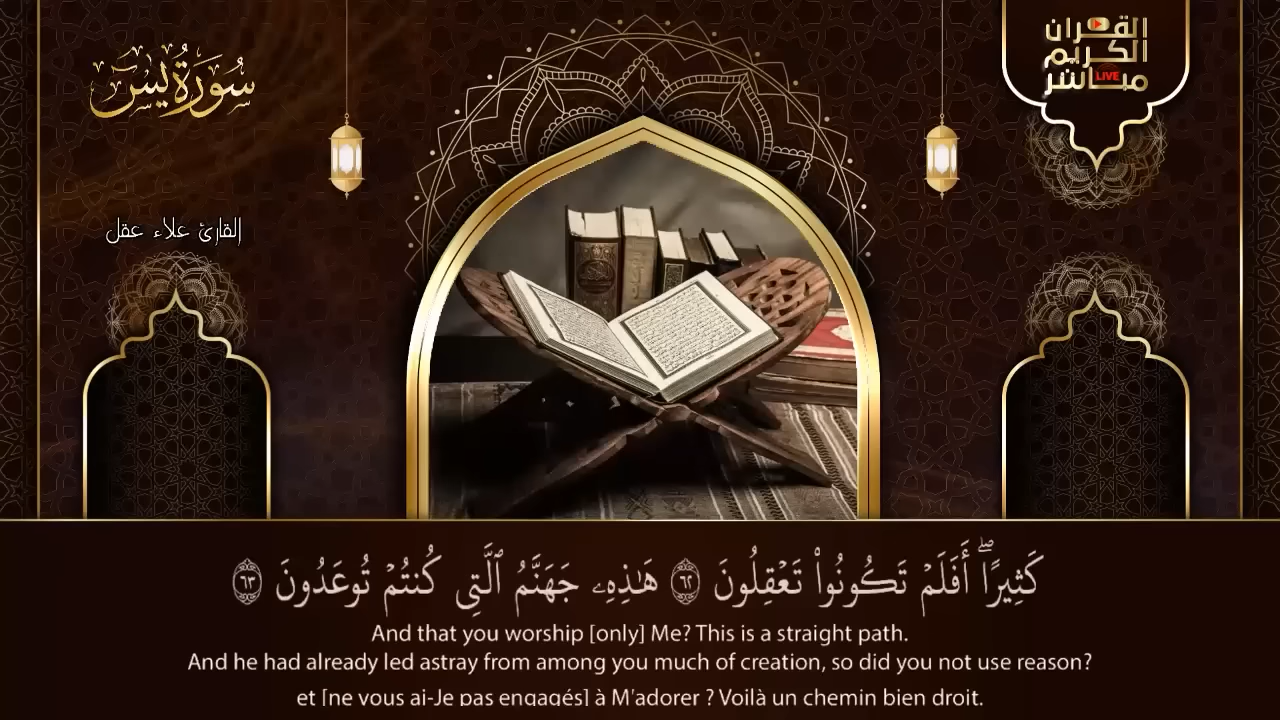 سُورَةُ يس
القران
الكريم
مباشر
LIVE
القارئ علاء عقل
كَثِيرًاۖ أَفَلَمْ تَكُونُوا۟ تَعْقِلُونَ ٦٢ هَـٰذِهِۦ جَهَنَّمُ ٱلَّتِى كُنتُمْ تُوعَدُونَ ٦٣
And that you worship [only] Me? This is a straight path.
And he had already led astray from among you much of creation, so did you not use reason?
et [ne vous ai-Je pas engagés] à M'adorer ? Voilà un chemin bien droit.